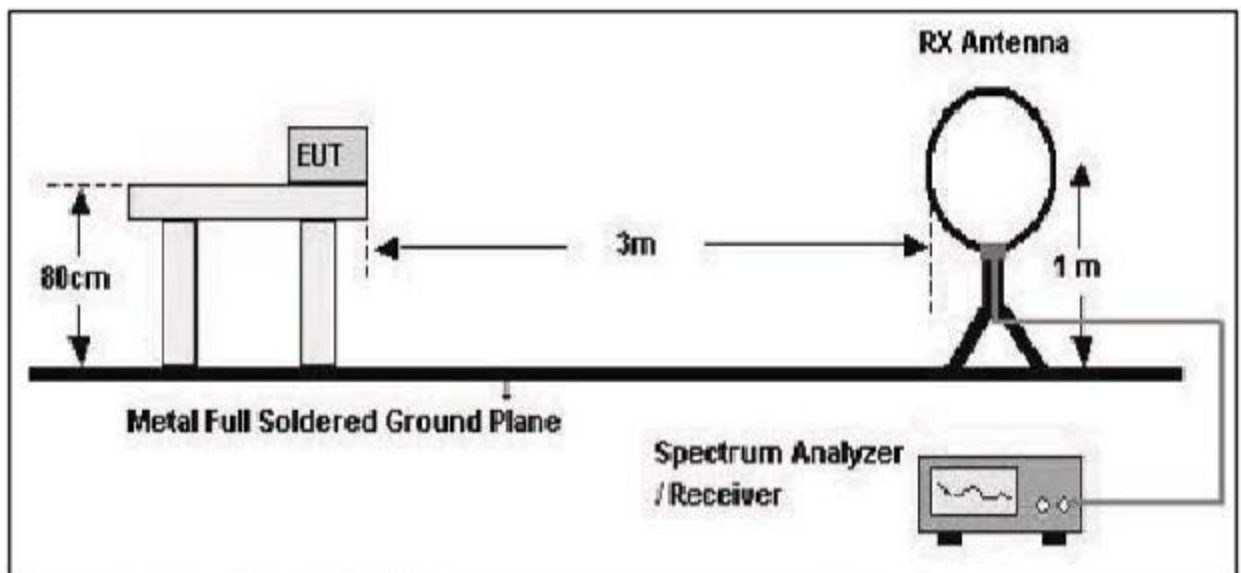 RX Antenna
EUT
3m
80cm
1 m
Metal Full Soldered Ground Plane
Spectrum Analyzer
/ Receiver